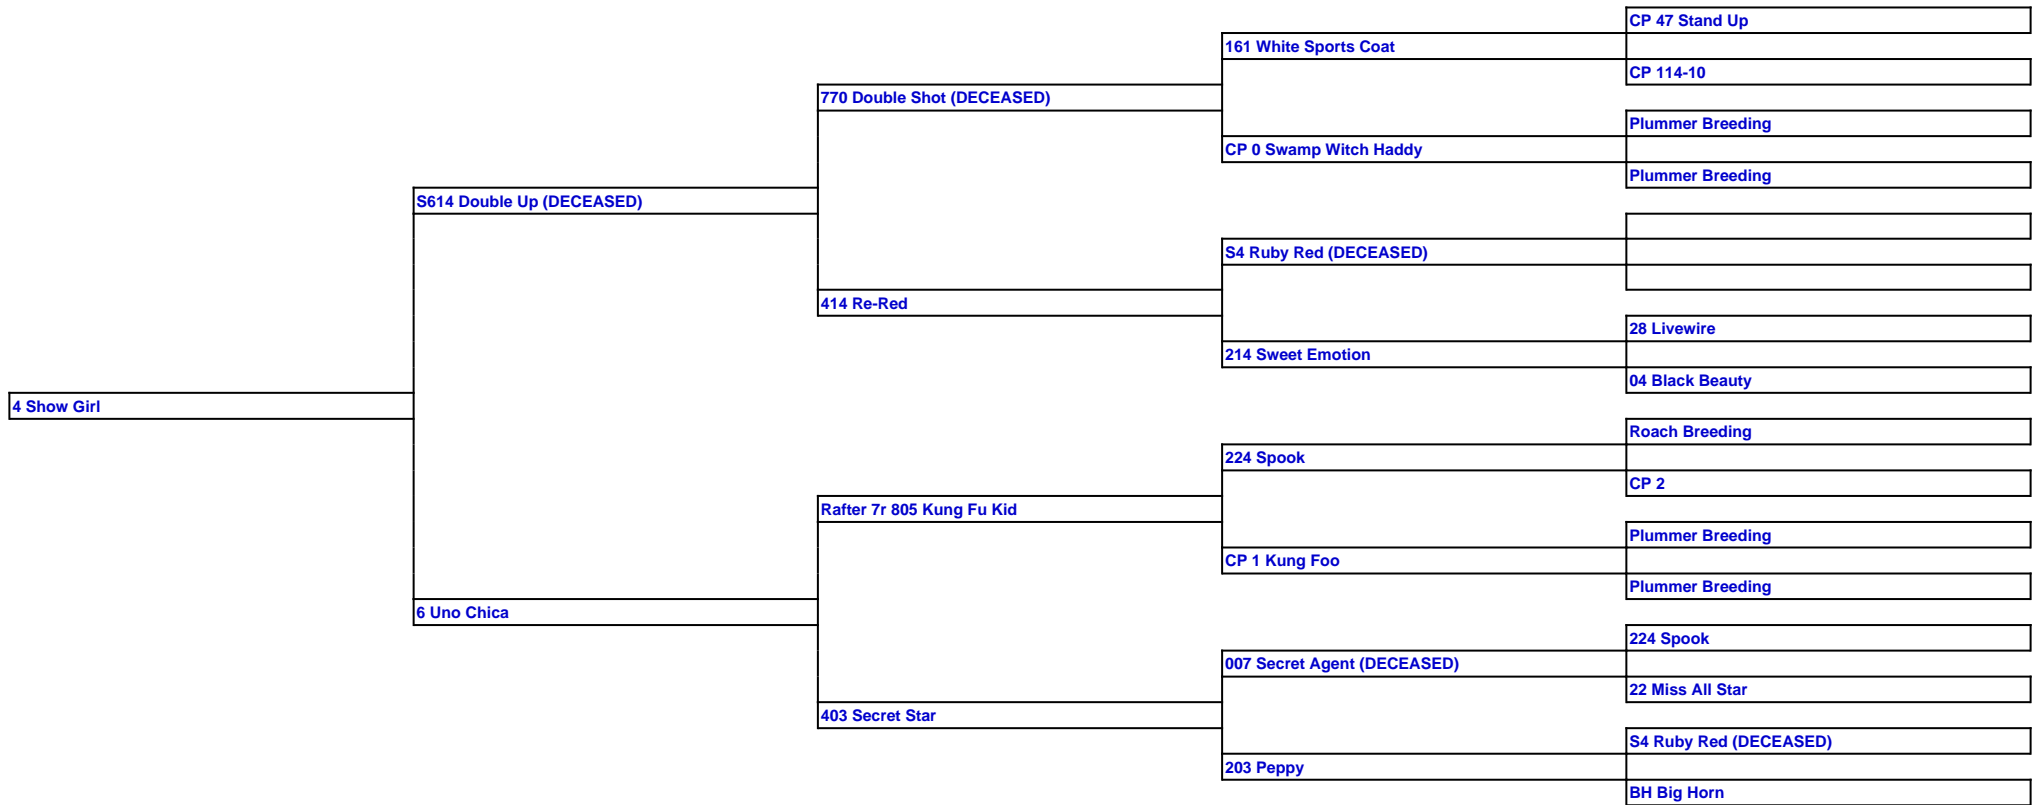 CP 47 Stand Up
161 White Sports Coat
CP 114-10
770 Double Shot (DECEASED)
Plummer Breeding
CP 0 Swamp Witch Haddy
Plummer Breeding
S614 Double Up (DECEASED)
S4 Ruby Red (DECEASED)
414 Re-Red
28 Livewire
214 Sweet Emotion
04 Black Beauty
4 Show Girl
Roach Breeding
224 Spook
CP 2
Rafter 7r 805 Kung Fu Kid
Plummer Breeding
CP 1 Kung Foo
Plummer Breeding
6 Uno Chica
224 Spook
007 Secret Agent (DECEASED)
22 Miss All Star
403 Secret Star
S4 Ruby Red (DECEASED)
203 Peppy
BH Big Horn